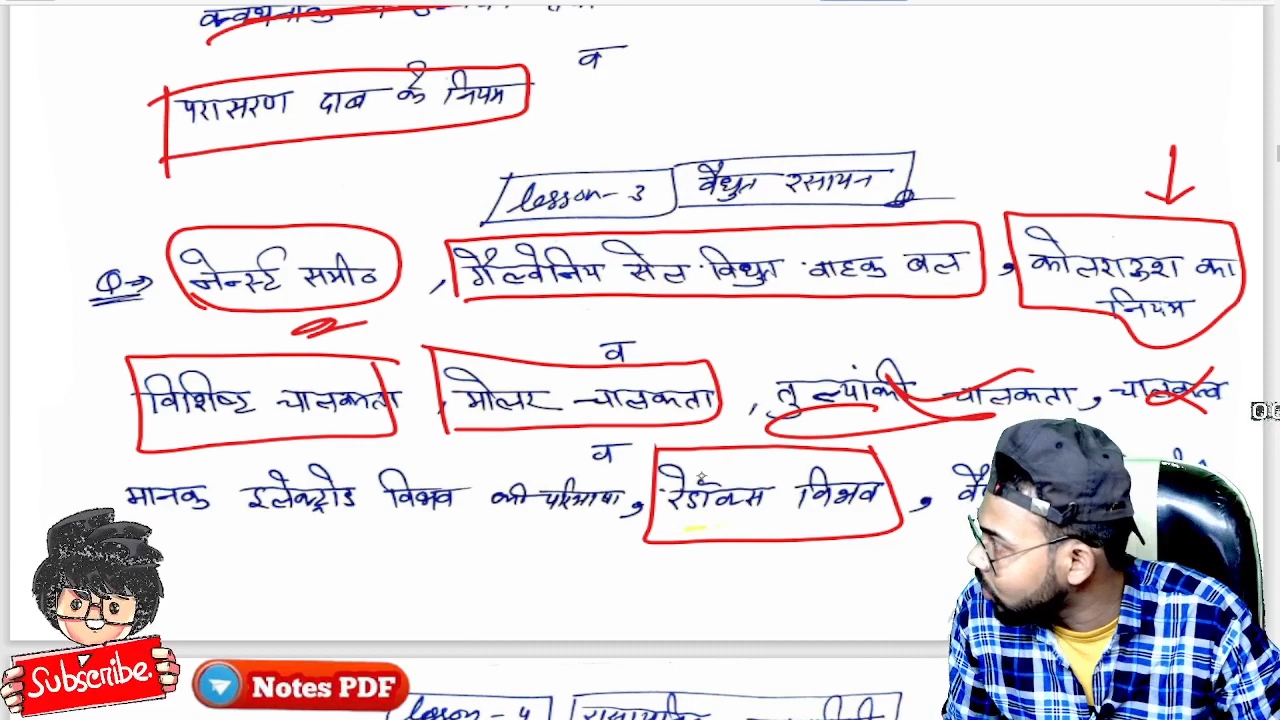 व
परासरण दाब के नियम
lesson-3 वैधुत रसायन
Q→ नेर्न्स्ट समी० , गैल्वेनिय सेल विधुत वाहक बल , कोलराऊश का
नियम
व
विशिष्ट चालकता , मोलर चालकता , तुल्यांकी चालकता , चालकत्व
व
मानक इलेक्ट्रोड विभव की परिभाषा , रेडॉक्स विभव ,
Subscribe.
Notes PDF
lesson-4